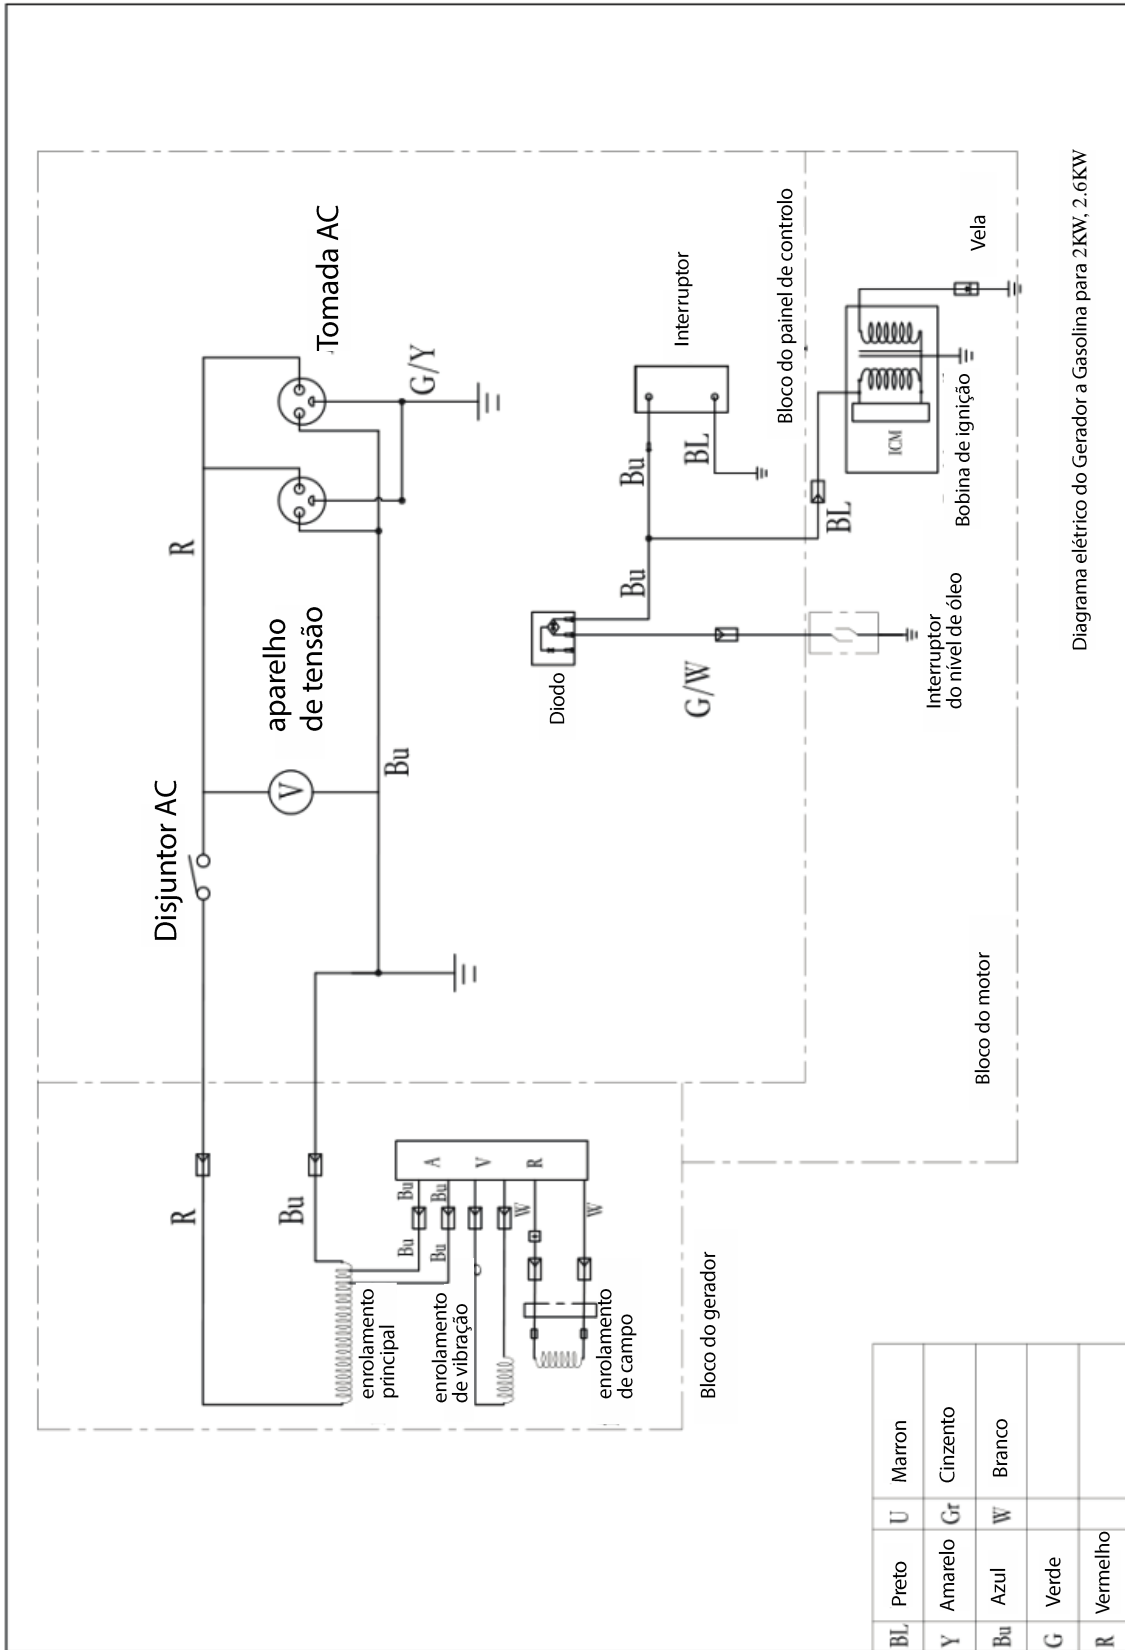 Tomada AC
G/Y
R
aparelho
de tensão
Disjuntor AC
V
Bu
Interruptor
Bu
BL
Bu
Diodo
G/W
Bloco do painel de controlo
BL
Vela
ICM
Bobina de ignição
Interruptor
do nível de óleo
Bloco do motor
R
Bu
A
V
R
Bu
Bu
Bu
Bu
W
W
enrolamento
principal
enrolamento
de vibração
enrolamento
de campo
Bloco do gerador
Diagrama elétrico do Gerador a Gasolina para 2KW, 2.6KW
BL Preto U Marron
Y Amarelo Gr Cinzento
Bu Azul W Branco
G Verde
R Vermelho